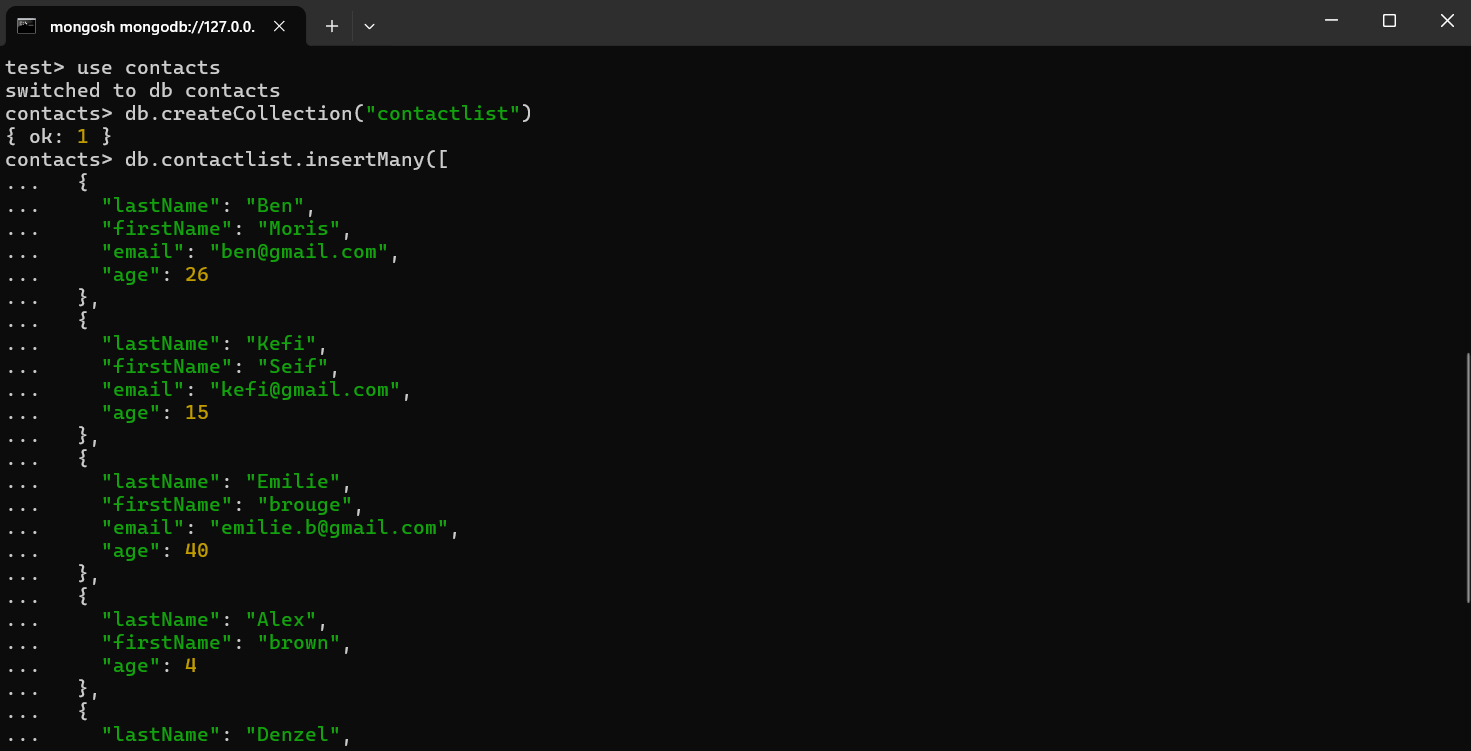 mongosh mongodb://127.0.0.
test> use contacts
switched to db contacts
contacts> db.createCollection("contactlist")
{ ok: 1 }
contacts> db.contactlist.insertMany([
...   {
...     "lastName": "Ben",
...     "firstName": "Moris",
...     "email": "ben@gmail.com",
...     "age": 26
...   },
...   {
...     "lastName": "Kefi",
...     "firstName": "Seif",
...     "email": "kefi@gmail.com",
...     "age": 15
...   },
...   {
...     "lastName": "Emilie",
...     "firstName": "brouge",
...     "email": "emilie.b@gmail.com",
...     "age": 40
...   },
...   {
...     "lastName": "Alex",
...     "firstName": "brown",
...     "age": 4
...   },
...   {
...     "lastName": "Denzel",